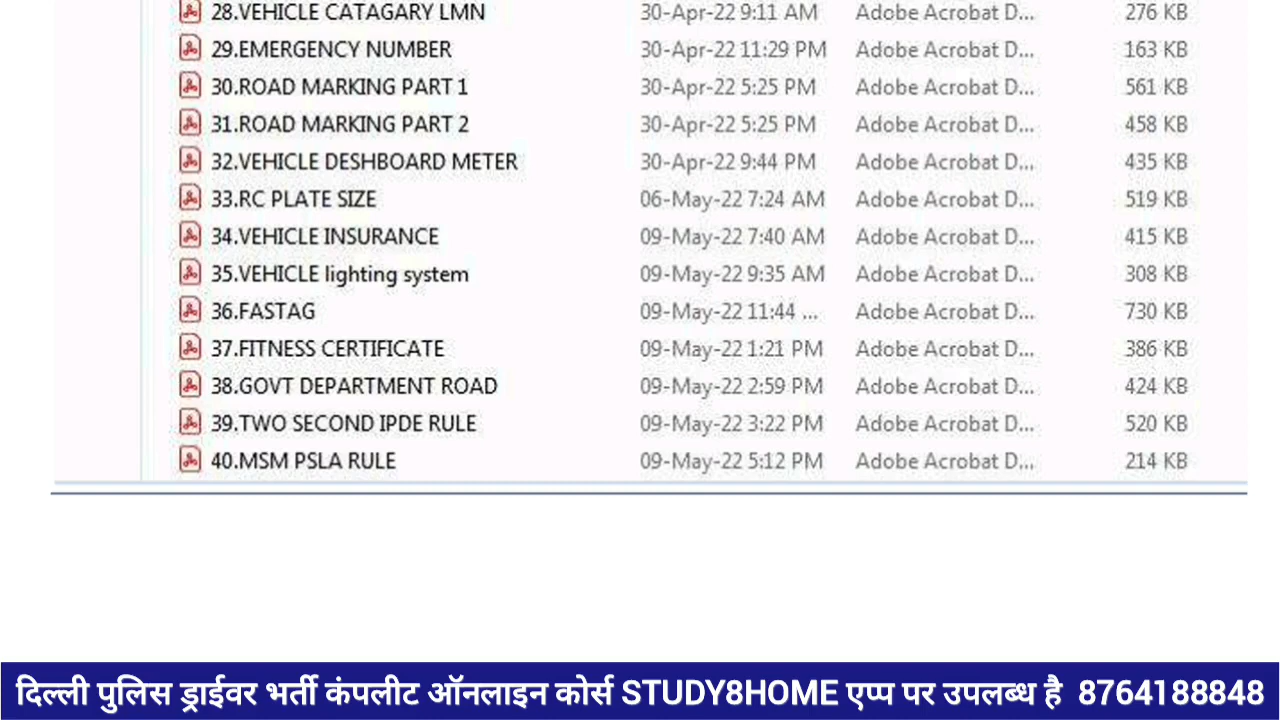 28.VEHICLE CATAGARY LMN 30-Apr-22 9:11 AM Adobe Acrobat D... 276 KB
29.EMERGENCY NUMBER 30-Apr-22 11:29 PM Adobe Acrobat D... 163 KB
30.ROAD MARKING PART 1 30-Apr-22 5:25 PM Adobe Acrobat D... 561 KB
31.ROAD MARKING PART 2 30-Apr-22 5:25 PM Adobe Acrobat D... 458 KB
32.VEHICLE DESHBOARD METER 30-Apr-22 9:44 PM Adobe Acrobat D... 435 KB
33.RC PLATE SIZE 06-May-22 7:24 AM Adobe Acrobat D... 519 KB
34.VEHICLE INSURANCE 09-May-22 7:40 AM Adobe Acrobat D... 415 KB
35.VEHICLE lighting system 09-May-22 9:35 AM Adobe Acrobat D... 308 KB
36.FASTAG 09-May-22 11:44 ... Adobe Acrobat D... 730 KB
37.FITNESS CERTIFICATE 09-May-22 1:21 PM Adobe Acrobat D... 386 KB
38.GOVT DEPARTMENT ROAD 09-May-22 2:59 PM Adobe Acrobat D... 424 KB
39.TWO SECOND IPDE RULE 09-May-22 3:22 PM Adobe Acrobat D... 520 KB
40.MSM PSLA RULE 09-May-22 5:12 PM Adobe Acrobat D... 214 KB
दिल्ली पुलिस ड्राईवर भर्ती कंपलीट ऑनलाइन कोर्स STUDY8HOME एप्प पर उपलब्ध है 8764188848